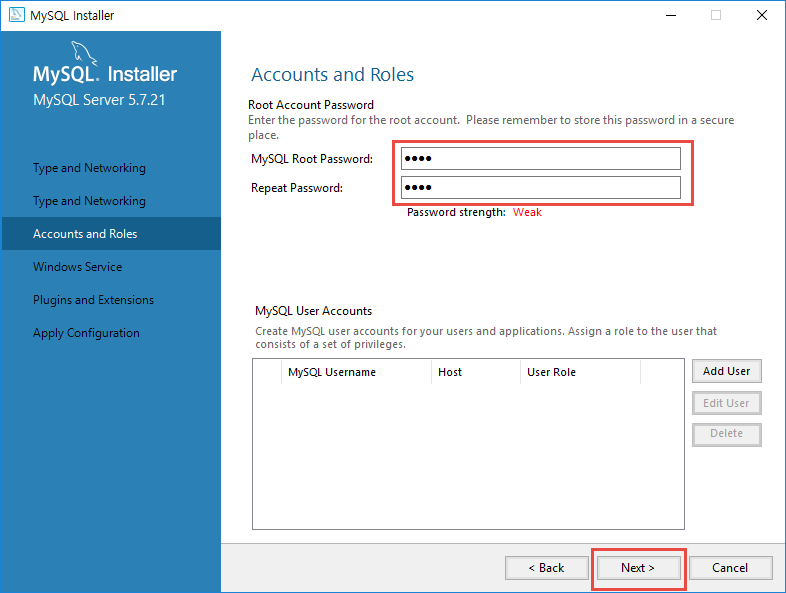 MySQL Installer
MySQL. Installer
MySQL Server 5.7.21
Type and Networking
Type and Networking
Accounts and Roles
Windows Service
Plugins and Extensions
Apply Configuration
Accounts and Roles
Root Account Password
Enter the password for the root account. Please remember to store this password in a secure
place.
MySQL Root Password: ●●●●
Repeat Password: ●●●●
Password strength: Weak
MySQL User Accounts
Create MySQL user accounts for your users and applications. Assign a role to the user that
consists of a set of privileges.
MySQL Username Host User Role
Add User
Edit User
Delete
< Back Next > Cancel